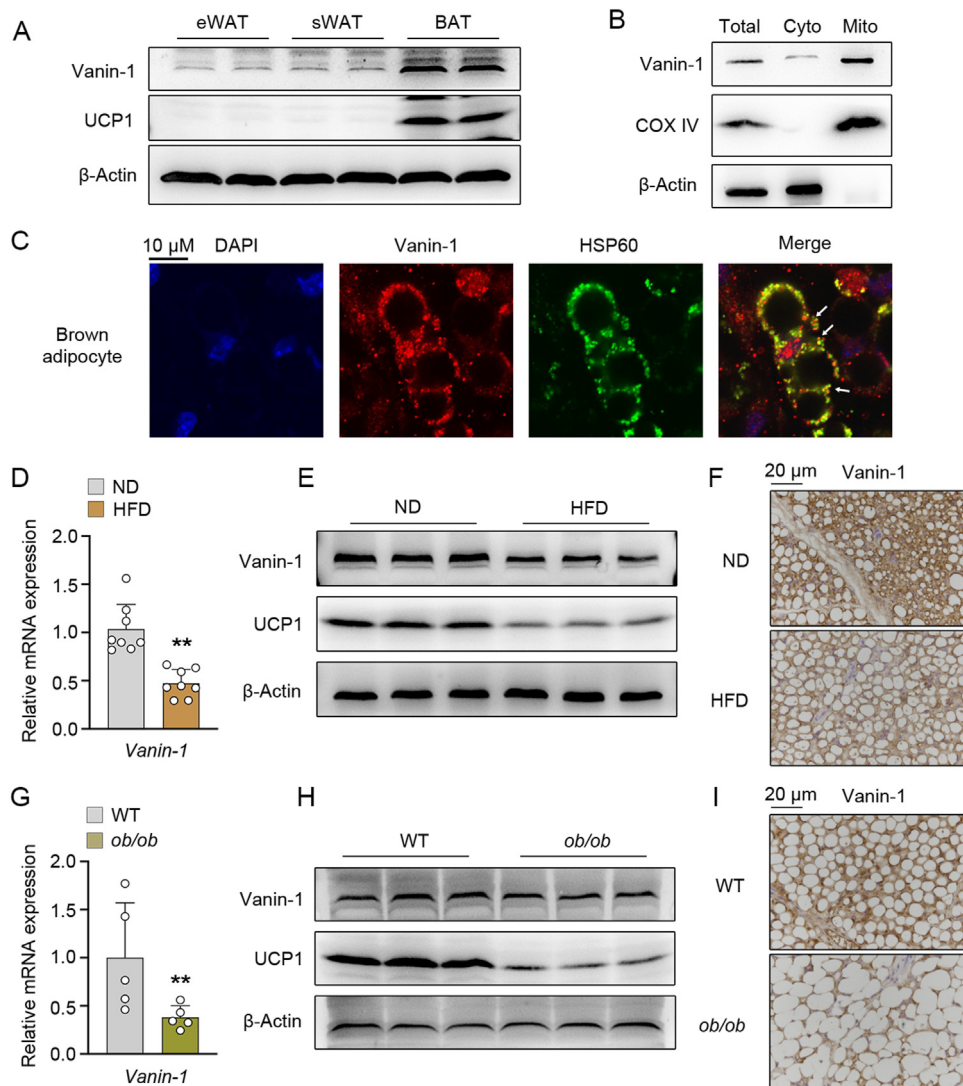 A
eWAT sWAT BAT
Vanin-1
UCP1
β-Actin
B
Total Cyto Mito
Vanin-1
COX IV
β-Actin
C
10 µM DAPI Vanin-1 HSP60 Merge
Brown
adipocyte
D
ND
HFD
Relative mRNA expression
2.0
1.5
1.0
0.5
0.0
**
Vanin-1
E
ND HFD
Vanin-1
UCP1
β-Actin
F
20 µm Vanin-1
ND
HFD
G
WT
ob/ob
Relative mRNA expression
2.0
1.5
1.0
0.5
0.0
**
Vanin-1
H
WT ob/ob
Vanin-1
UCP1
β-Actin
I
20 µm Vanin-1
WT
ob/ob